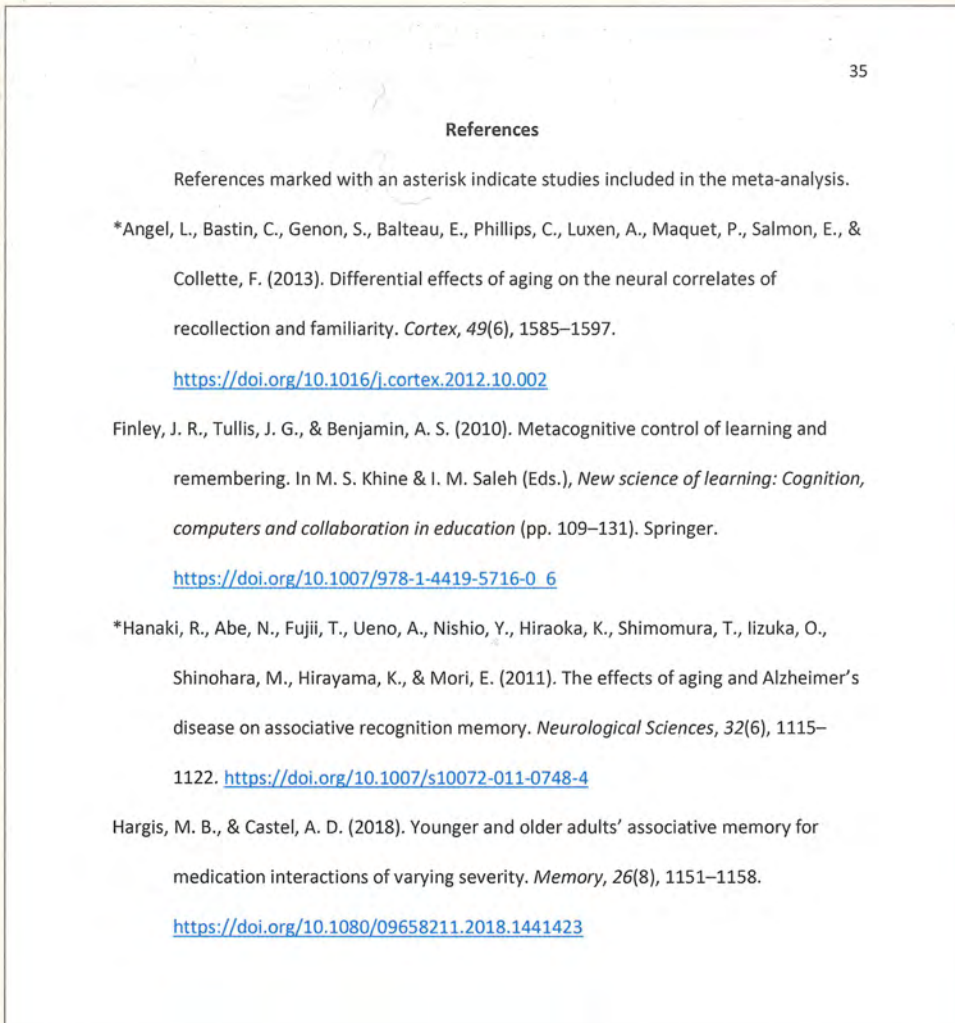 35
References
References marked with an asterisk indicate studies included in the meta-analysis.
*Angel, L., Bastin, C., Genon, S., Balteau, E., Phillips, C., Luxen, A., Maquet, P., Salmon, E., &
Collette, F. (2013). Differential effects of aging on the neural correlates of
recollection and familiarity. Cortex, 49(6), 1585–1597.
https://doi.org/10.1016/j.cortex.2012.10.002
Finley, J. R., Tullis, J. G., & Benjamin, A. S. (2010). Metacognitive control of learning and
remembering. In M. S. Khine & I. M. Saleh (Eds.), New science of learning: Cognition,
computers and collaboration in education (pp. 109–131). Springer.
https://doi.org/10.1007/978-1-4419-5716-0_6
*Hanaki, R., Abe, N., Fujii, T., Ueno, A., Nishio, Y., Hiraoka, K., Shimomura, T., Iizuka, O.,
Shinohara, M., Hirayama, K., & Mori, E. (2011). The effects of aging and Alzheimer’s
disease on associative recognition memory. Neurological Sciences, 32(6), 1115–
1122. https://doi.org/10.1007/s10072-011-0748-4
Hargis, M. B., & Castel, A. D. (2018). Younger and older adults’ associative memory for
medication interactions of varying severity. Memory, 26(8), 1151–1158.
https://doi.org/10.1080/09658211.2018.1441423